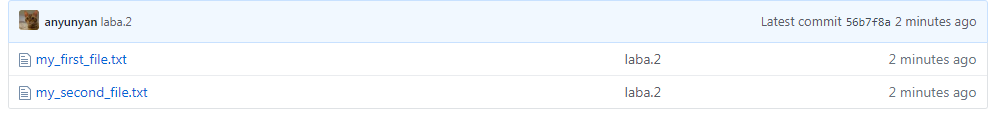 anyunyan laba.2 Latest commit 56b7f8a 2 minutes ago
my_first_file.txt laba.2 2 minutes ago
my_second_file.txt laba.2 2 minutes ago